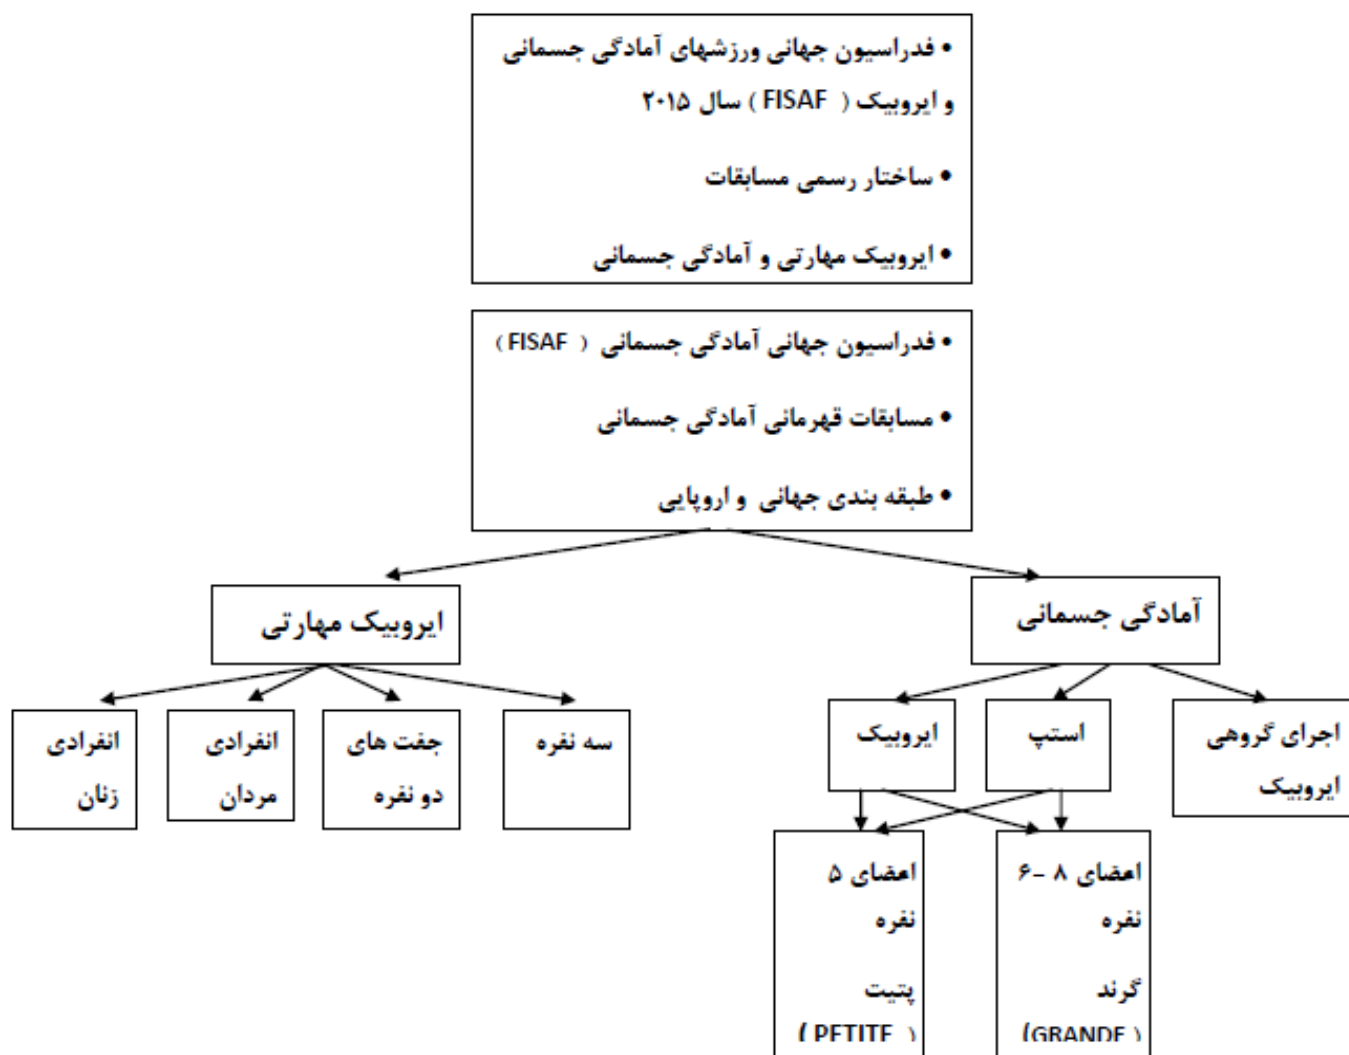 • فدراسیون جهانی ورزشهای آمادگی جسمانی
و ایروبیک ( FISAF ) سال ۲۰۱۵
• ساختار رسمی مسابقات
• ایروبیک مهارتی و آمادگی جسمانی
• فدراسیون جهانی آمادگی جسمانی ( FISAF )
• مسابقات قهرمانی آمادگی جسمانی
• طبقه بندی جهانی و اروپایی
آمادگی جسمانی
ایروبیک مهارتی
اجرای گروهی
ایروبیک
استپ
ایروبیک
سه نفره
جفت های
دو نفره
انفرادی
مردان
انفرادی
زنان
اعضای ۸ -۶
نفره
گرند
(GRANDE )
اعضای ۵
نفره
پتیت
( PETITE )